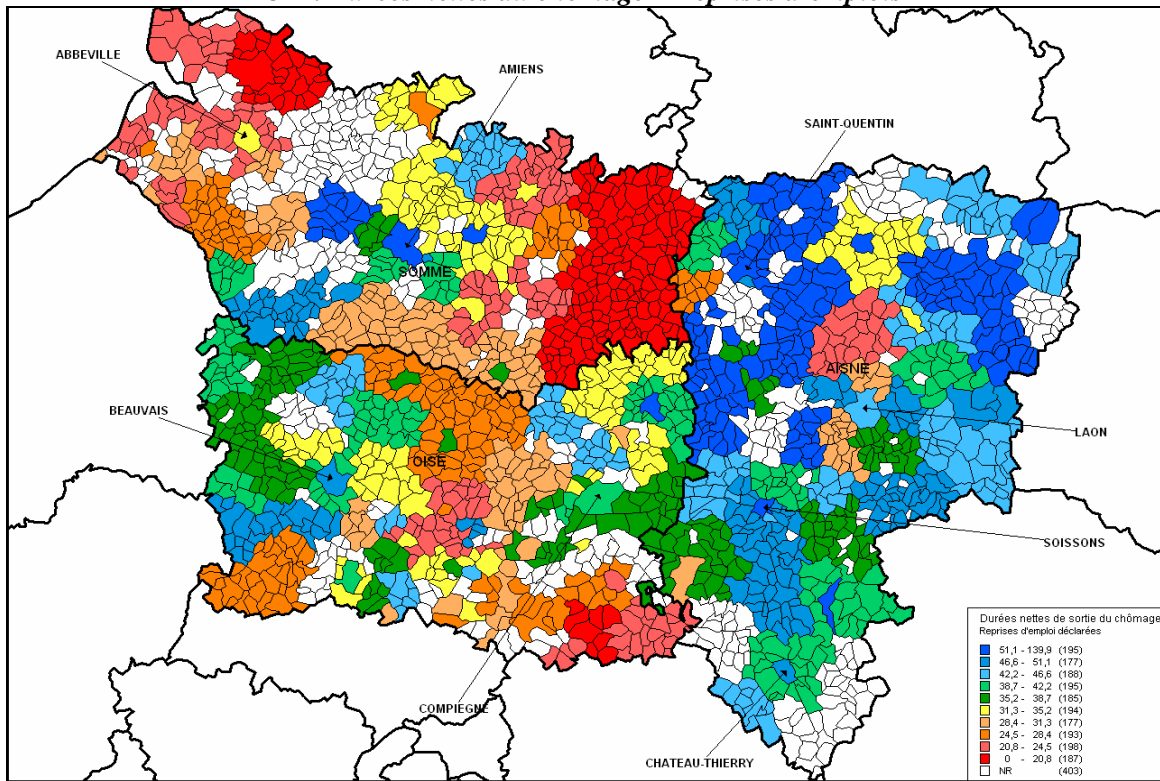 ABBEVILLE
AMIENS
SAINT-QUENTIN
SOMME
AISNE
BEAUVAIS
OISE
LAON
SOISSONS
COMPIEGNE
CHATEAU-THIERRY
Durées nettes de sortie du chômage
Reprises d'emploi déclarées
51,1 - 139,9 (195)
46,6 - 51,1 (177)
42,2 - 46,6 (188)
38,7 - 42,2 (195)
35,2 - 38,7 (185)
31,3 - 35,2 (194)
28,4 - 31,3 (177)
24,5 - 28,4 (193)
20,8 - 24,5 (198)
0 - 20,8 (187)
NR (403)